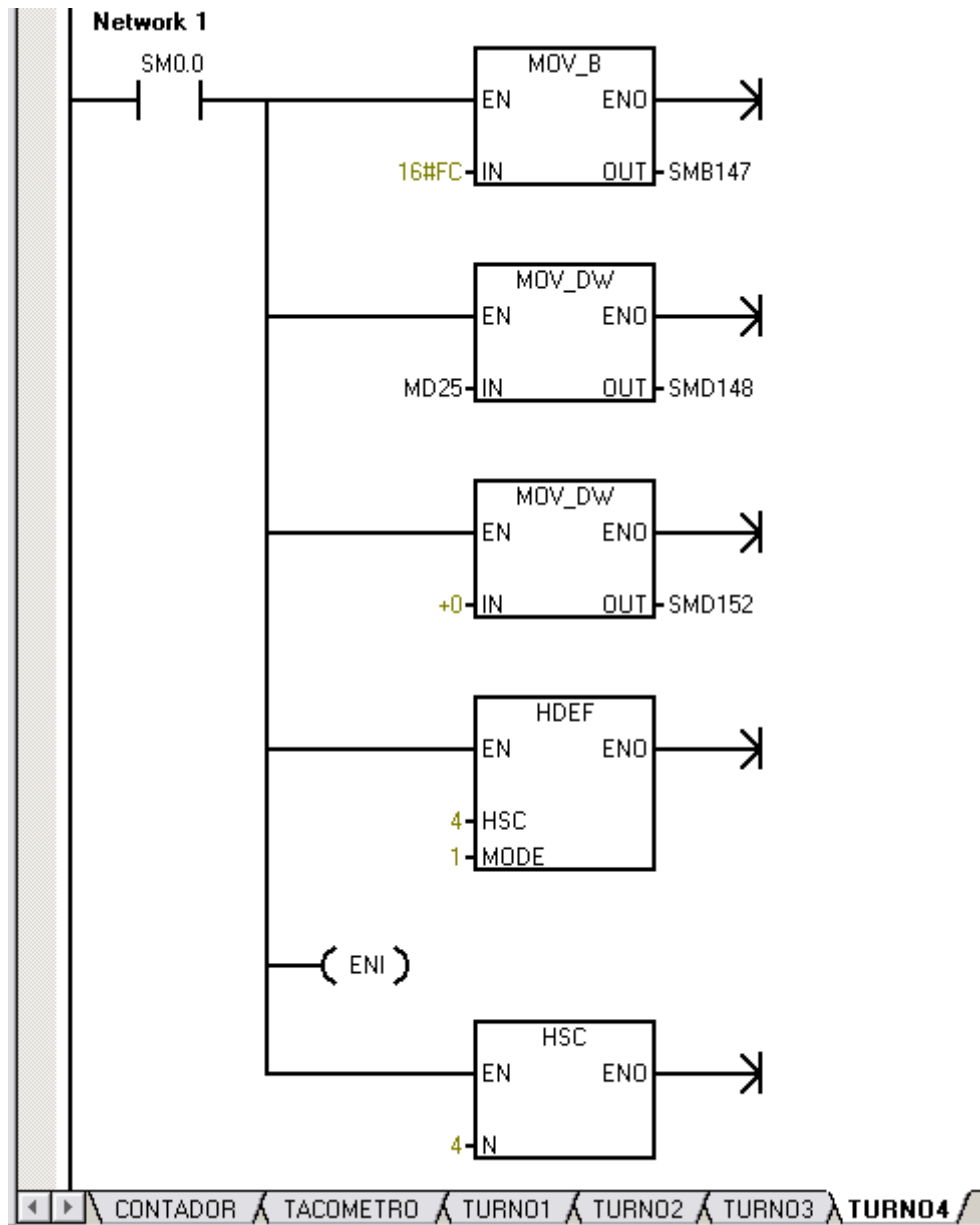 Network 1
SM0.0
MOV_B
EN ENO
16#FC IN OUT SMB147
MOV_DW
EN ENO
MD25 IN OUT SMD148
MOV_DW
EN ENO
+0 IN OUT SMD152
HDEF
EN ENO
4 HSC
1 MODE
ENI
HSC
EN ENO
4 N
CONTADOR TACOMETRO TURNO1 TURNO2 TURNO3 TURNO4